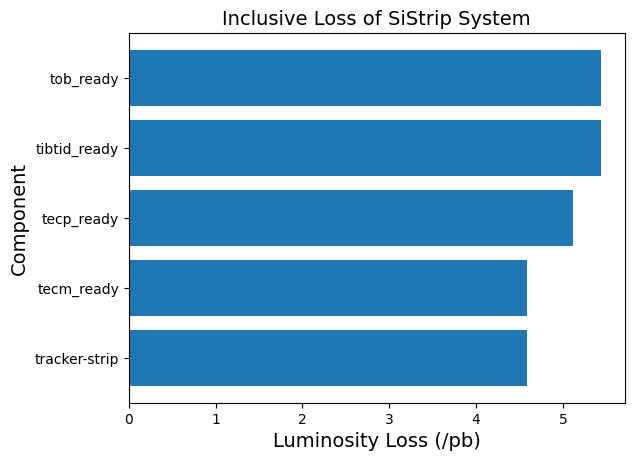 Inclusive Loss of SiStrip System
Component
tob_ready
tibtid_ready
tecp_ready
tecm_ready
tracker-strip
0 1 2 3 4 5
Luminosity Loss (/pb)